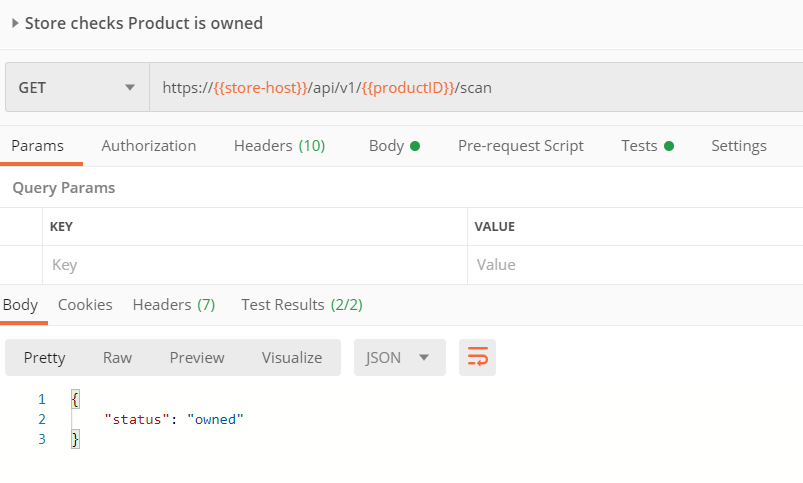 Store checks Product is owned
GET https://{{store-host}}/api/v1/{{productID}}/scan
Params Authorization Headers (10) Body Pre-request Script Tests Settings
Query Params
KEY VALUE
Key Value
Body Cookies Headers (7) Test Results (2/2)
Pretty Raw Preview Visualize JSON
1 {
2 "status": "owned"
3 }